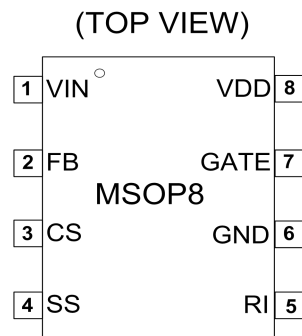 (TOP VIEW)
1 VIN VDD 8
2 FB GATE 7
MSOP8
3 CS GND 6
4 SS RI 5